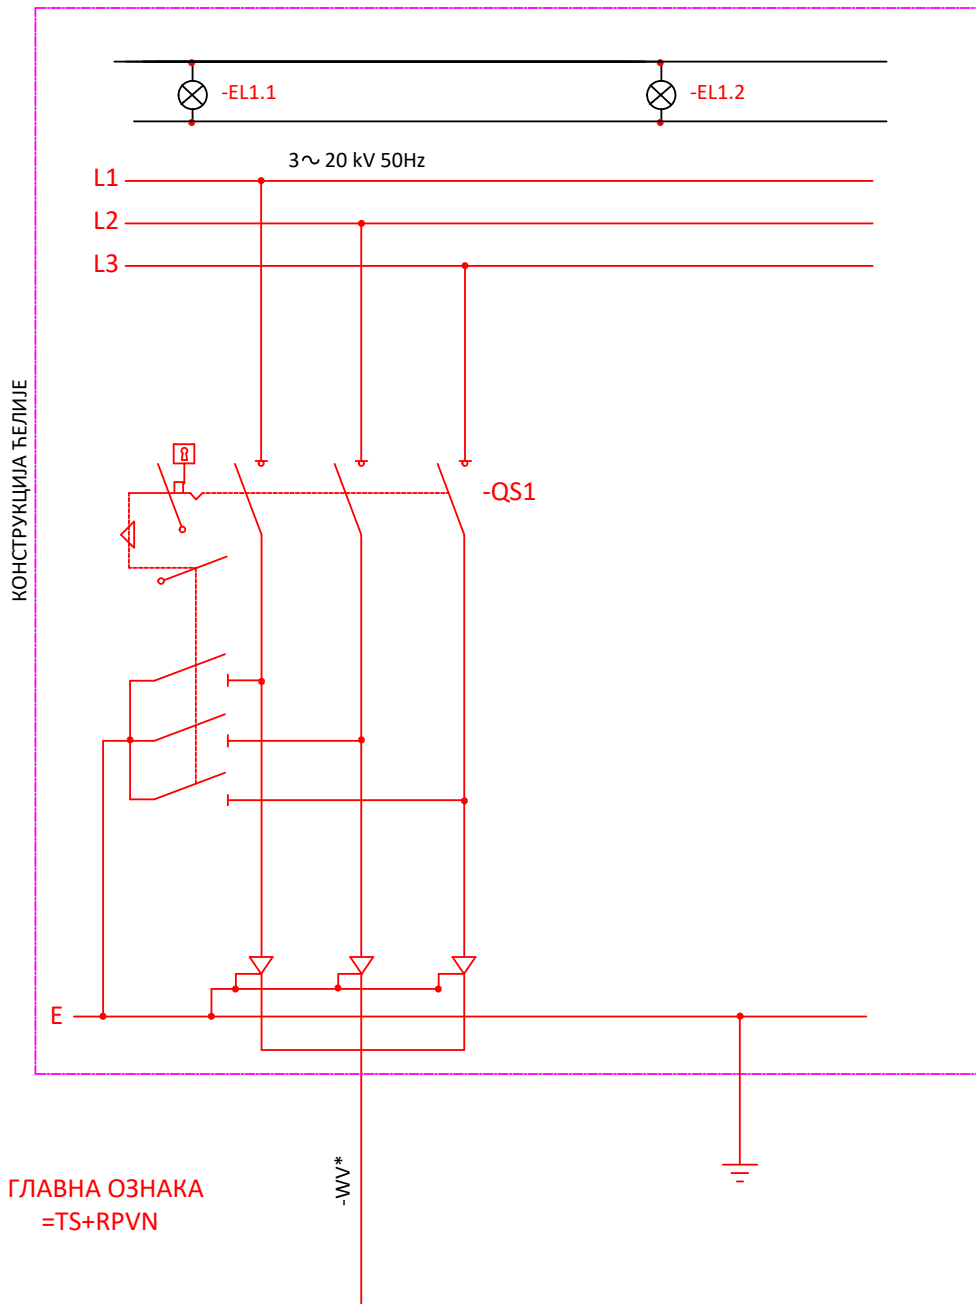 -EL1.1
-EL1.2
3～ 20 kV 50Hz
L1
L2
L3
КОНСТРУКЦИЈА ЋЕЛИЈЕ
-QS1
E
-WV*
ГЛАВНА ОЗНАКА
=TS+RPVN